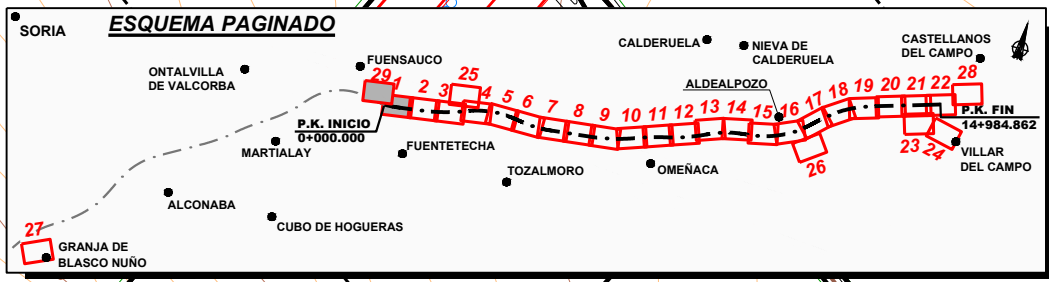 ESQUEMA PAGINADO
SORIA
ONTALVILLA
DE VALCORBA
FUENSAUCO
CALDERUELA
NIEVA DE
CALDERUELA
CASTELLANOS
DEL CAMPO
ALDEALPOZO
29 1 2 3 25 4 5 6 7 8 9 10 11 12 13 14 15 16 17 18 19 20 21 22 28
P.K. INICIO
0+000.000
P.K. FIN
14+984.862
23 24
26
MARTIALAY
FUENTETECHA
TOZALMORO
OMEÑACA
VILLAR
DEL CAMPO
ALCONABA
CUBO DE HOGUERAS
27
GRANJA DE
BLASCO NUÑO